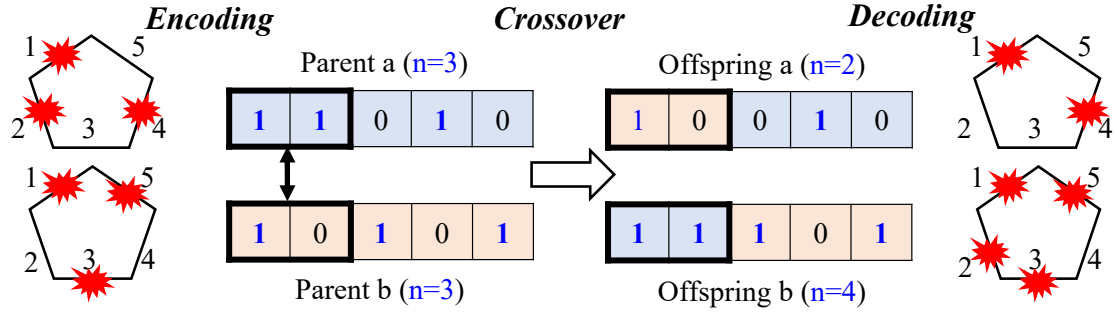 Encoding Crossover Decoding
1 5
2 3 4
Parent a (n=3)
1 1 0 1 0
Offspring a (n=2)
1 0 0 1 0
1 5
2 3 4
1 5
2 3 4
1 0 1 0 1
Parent b (n=3)
1 1 1 0 1
Offspring b (n=4)
1 5
2 3 4